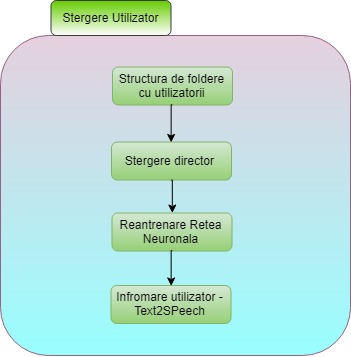 Stergere Utilizator
Structura de foldere
cu utilizatorii
Stergere director
Reantrenare Retea
Neuronala
Infromare utilizator -
Text2SPeech